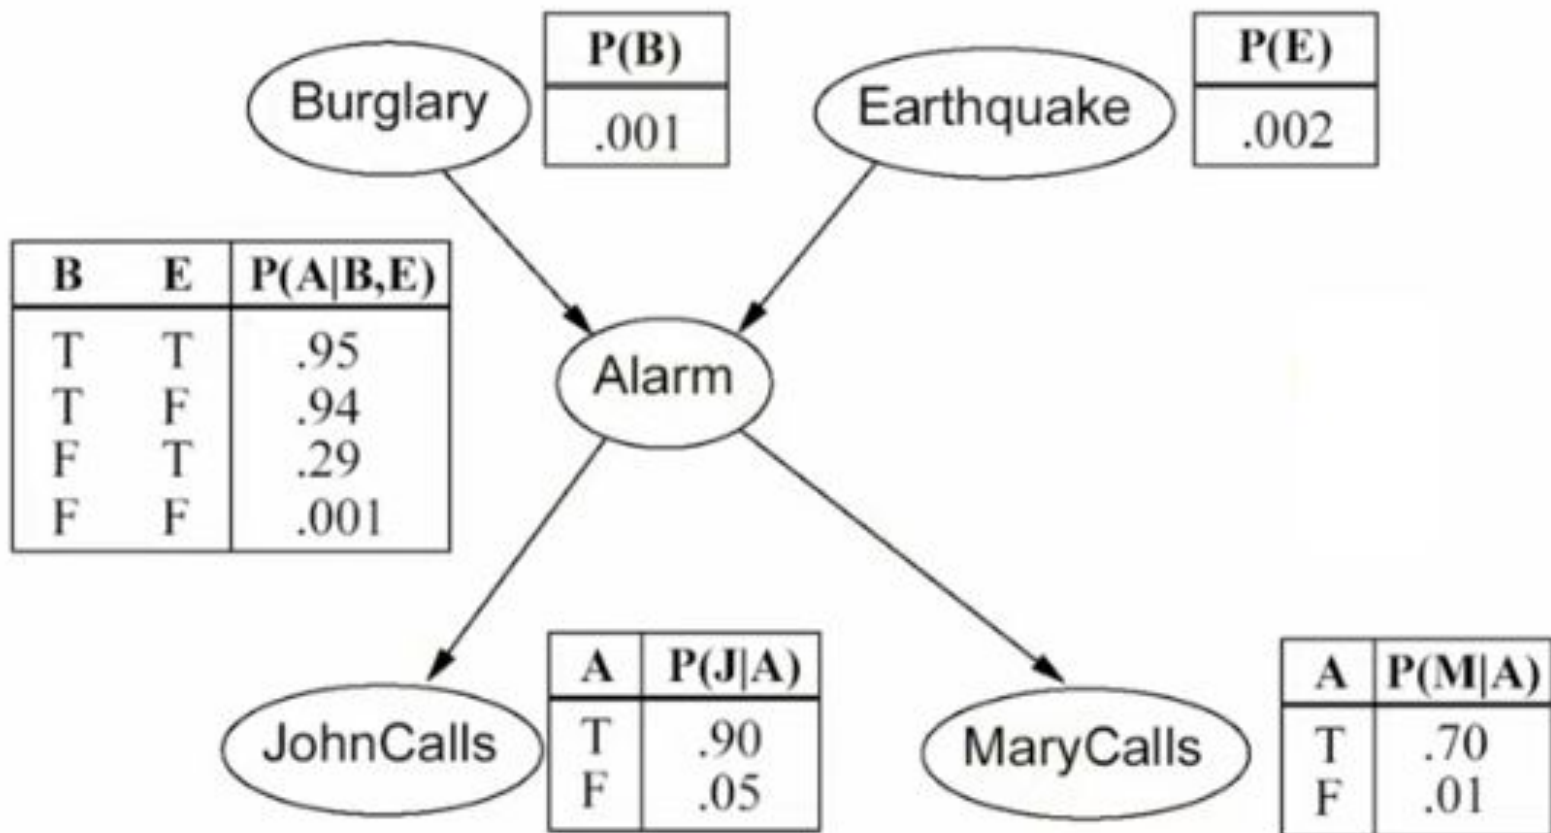 Burglary
P(B)
.001
Earthquake
P(E)
.002
B E P(A|B,E)
T T .95
T F .94
F T .29
F F .001
Alarm
JohnCalls
A P(J|A)
T .90
F .05
MaryCalls
A P(M|A)
T .70
F .01